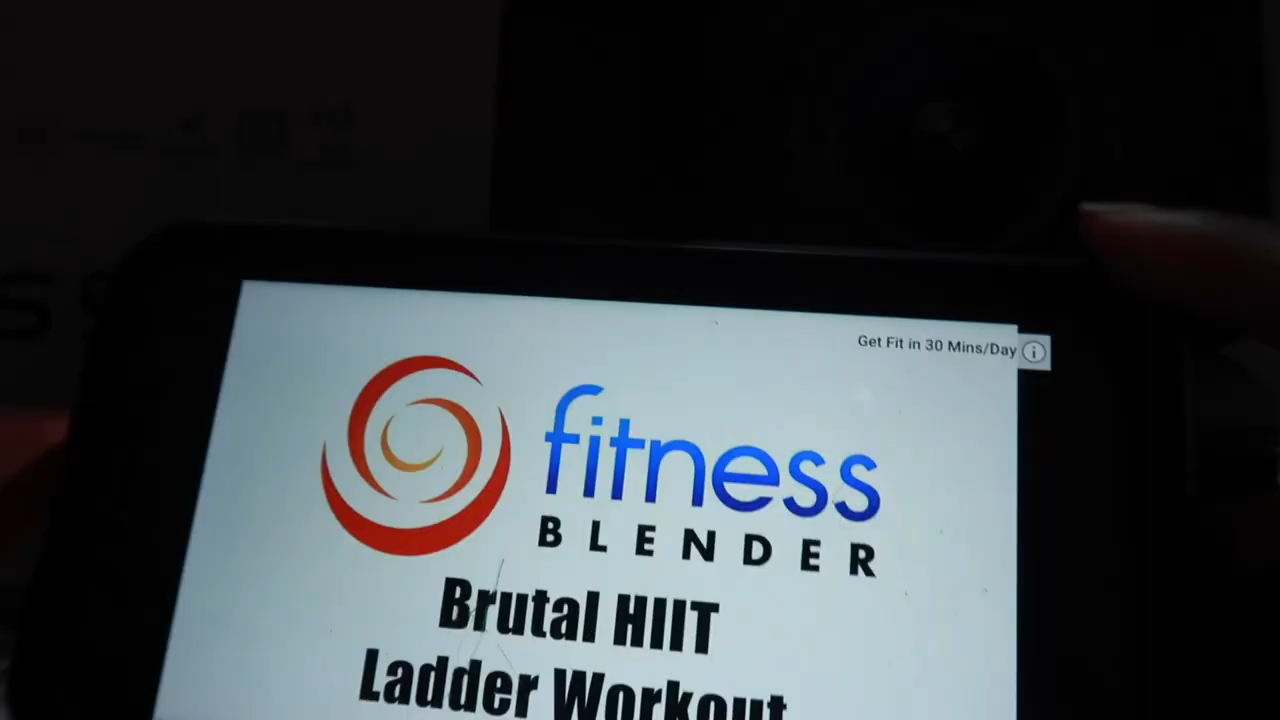 Get Fit in 30 Mins/Day
fitness
BLENDER
Brutal HIIT
Ladder Workout